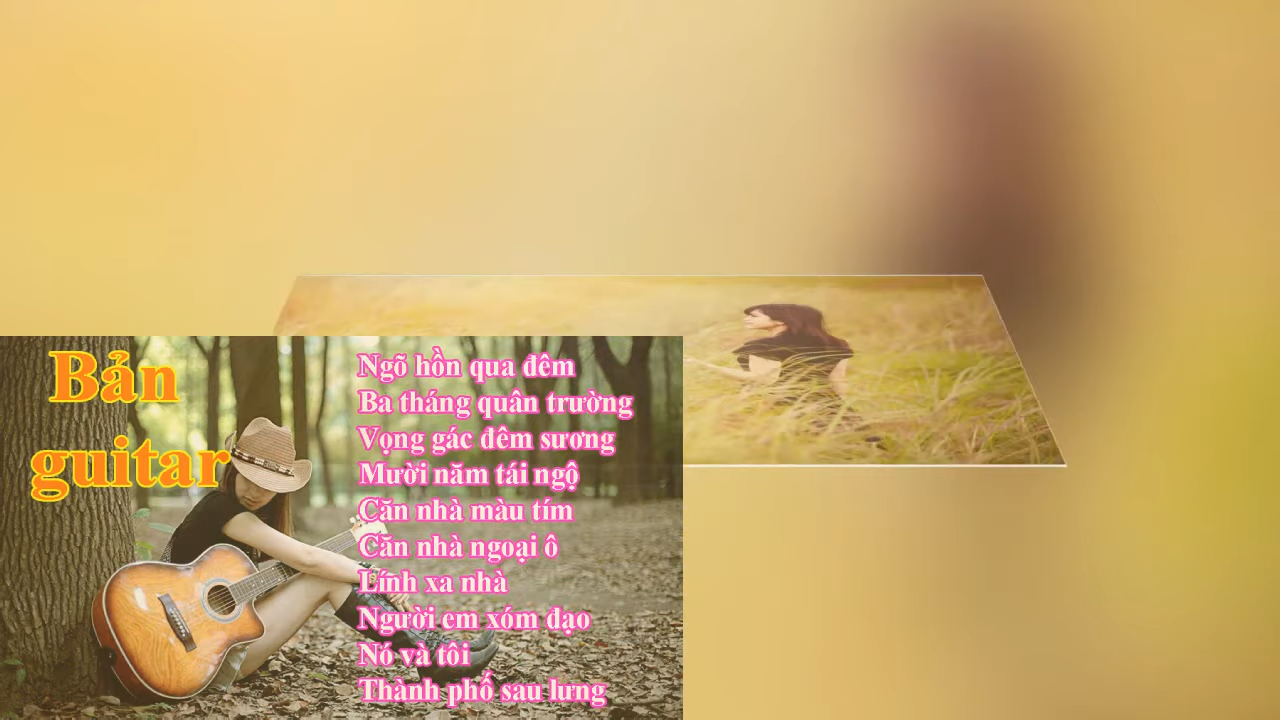 Bản
guitar
Ngõ hồn qua đêm
Ba tháng quân trường
Vọng gác đêm sương
Mười năm tái ngộ
Căn nhà màu tím
Căn nhà ngoại ô
Lính xa nhà
Người em xóm đạo
Nó và tôi
Thành phố sau lưng